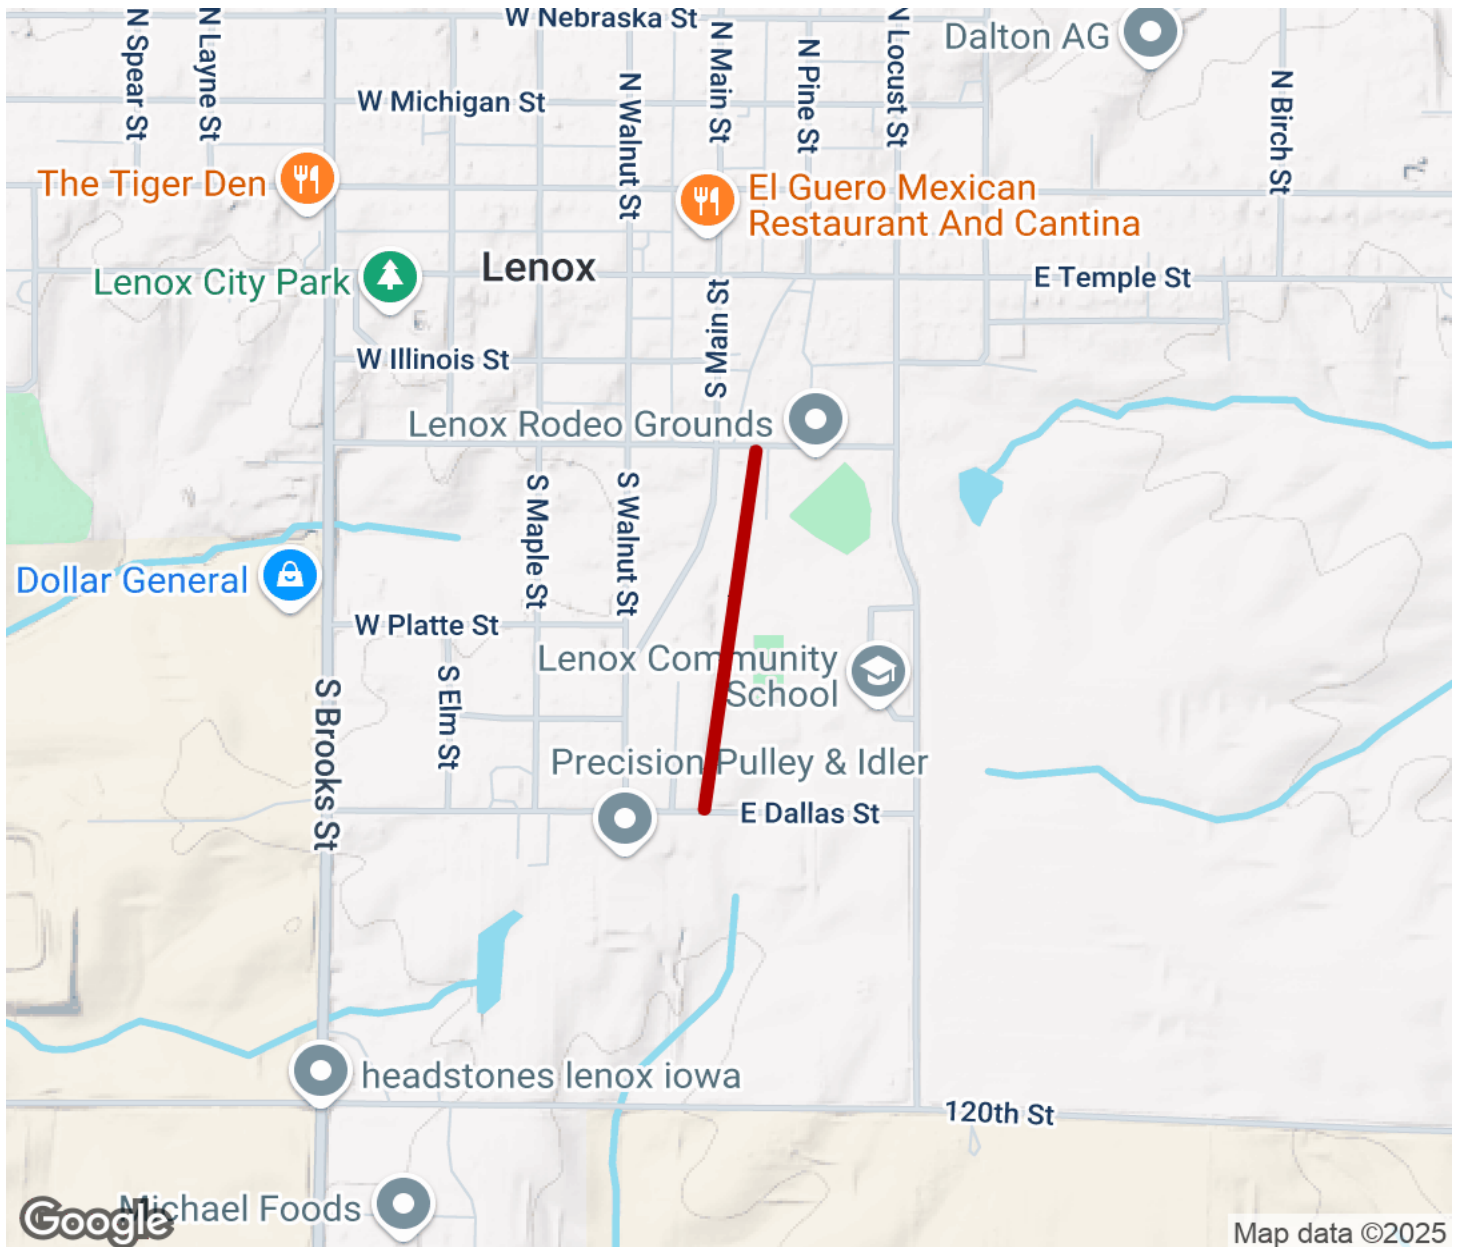 W Nebraska St
N Spear St
N Layne St
N Walnut St
N Main St
N Pine St
N Locust St
Dalton AG
N Birch St
W Michigan St
The Tiger Den
El Guero Mexican
Restaurant And Cantina
Lenox City Park
Lenox
E Temple St
S Main St
W Illinois St
Lenox Rodeo Grounds
S Maple St
S Walnut St
Dollar General
W Platte St
Lenox Community
School
S Elm St
S Brooks St
Precision Pulley & Idler
E Dallas St
headstones lenox iowa
120th St
Michael Foods
Google
Map data ©2025